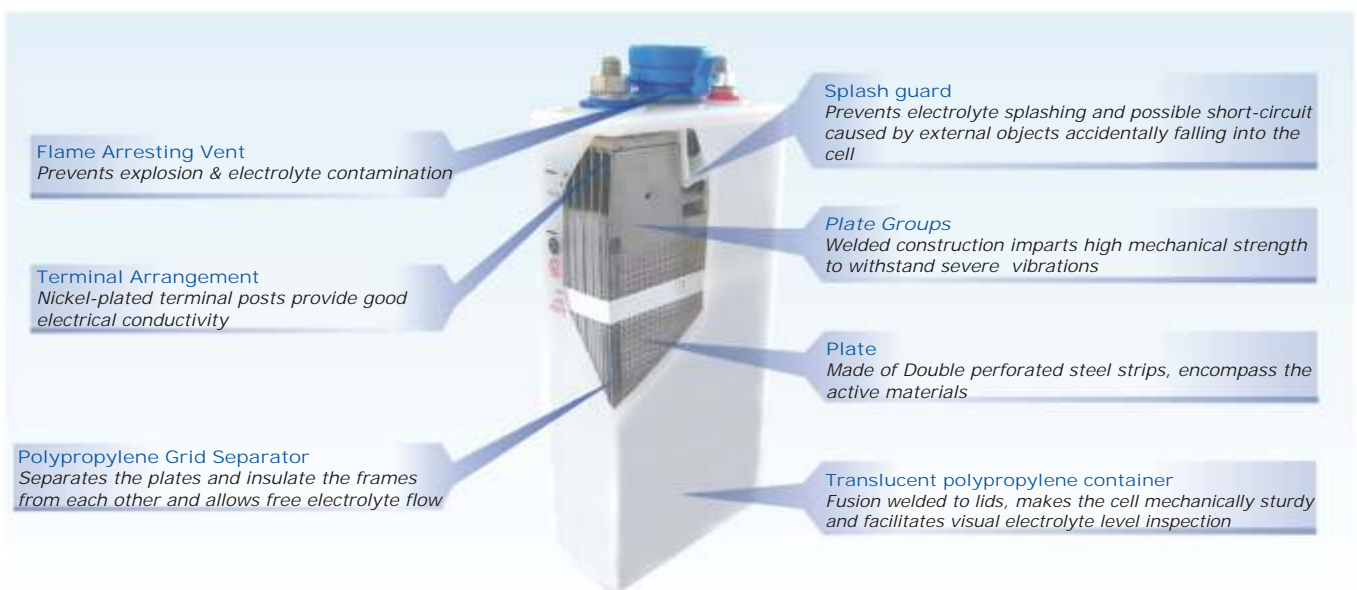 Flame Arresting Vent
Prevents explosion & electrolyte contamination
Terminal Arrangement
Nickel-plated terminal posts provide good
electrical conductivity
Polypropylene Grid Separator
Separates the plates and insulate the frames
from each other and allows free electrolyte flow
Splash guard
Prevents electrolyte splashing and possible short-circuit
caused by external objects accidentally falling into the
cell
Plate Groups
Welded construction imparts high mechanical strength
to withstand severe vibrations
Plate
Made of Double perforated steel strips, encompass the
active materials
Translucent polypropylene container
Fusion welded to lids, makes the cell mechanically sturdy
and facilitates visual electrolyte level inspection